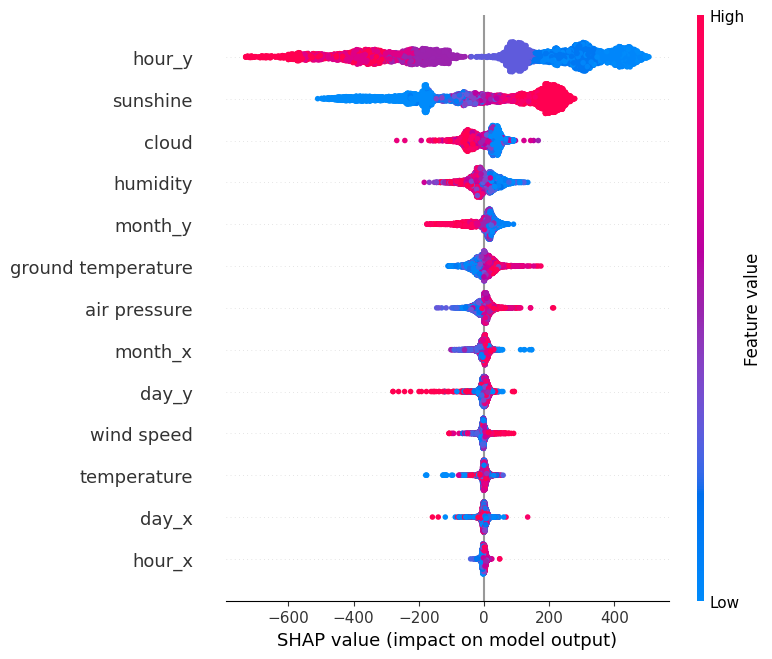 High
hour_y
sunshine
cloud
humidity
month_y
ground temperature
air pressure
month_x
day_y
wind speed
temperature
day_x
hour_x
Feature value
Low
−600 −400 −200 0 200 400
SHAP value (impact on model output)